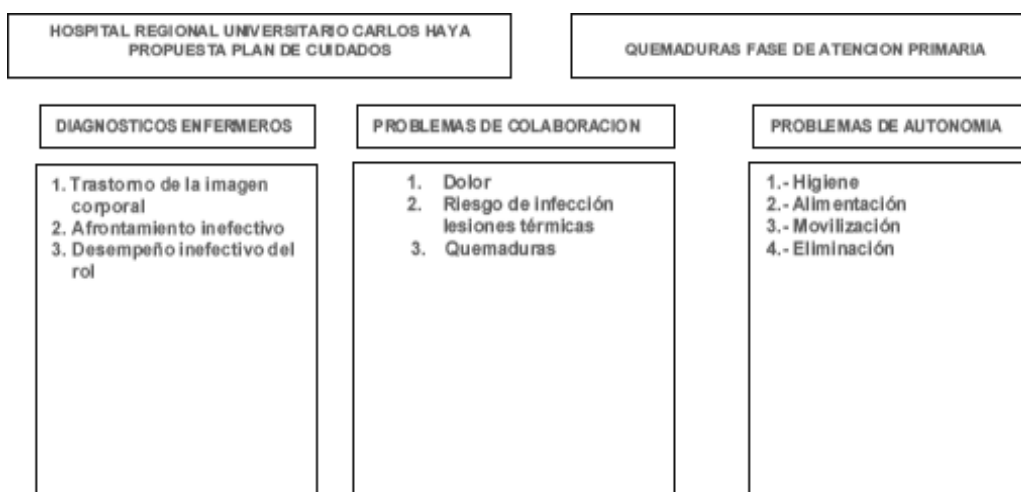 HOSPITAL REGIONAL UNIVERSITARIO CARLOS HAYA
PROPUESTA PLAN DE CUIDADOS
QUEMADURAS FASE DE ATENCION PRIMARIA
DIAGNOSTICOS ENFERMEROS
1. Trastorno de la imagen
corporal
2. Afrontamiento inefectivo
3. Desempeño inefectivo del
rol
PROBLEMAS DE COLABORACION
1. Dolor
2. Riesgo de infección
lesiones térmicas
3. Quemaduras
PROBLEMAS DE AUTONOMIA
1.- Higiene
2.- Alimentación
3.- Movilización
4.- Eliminación